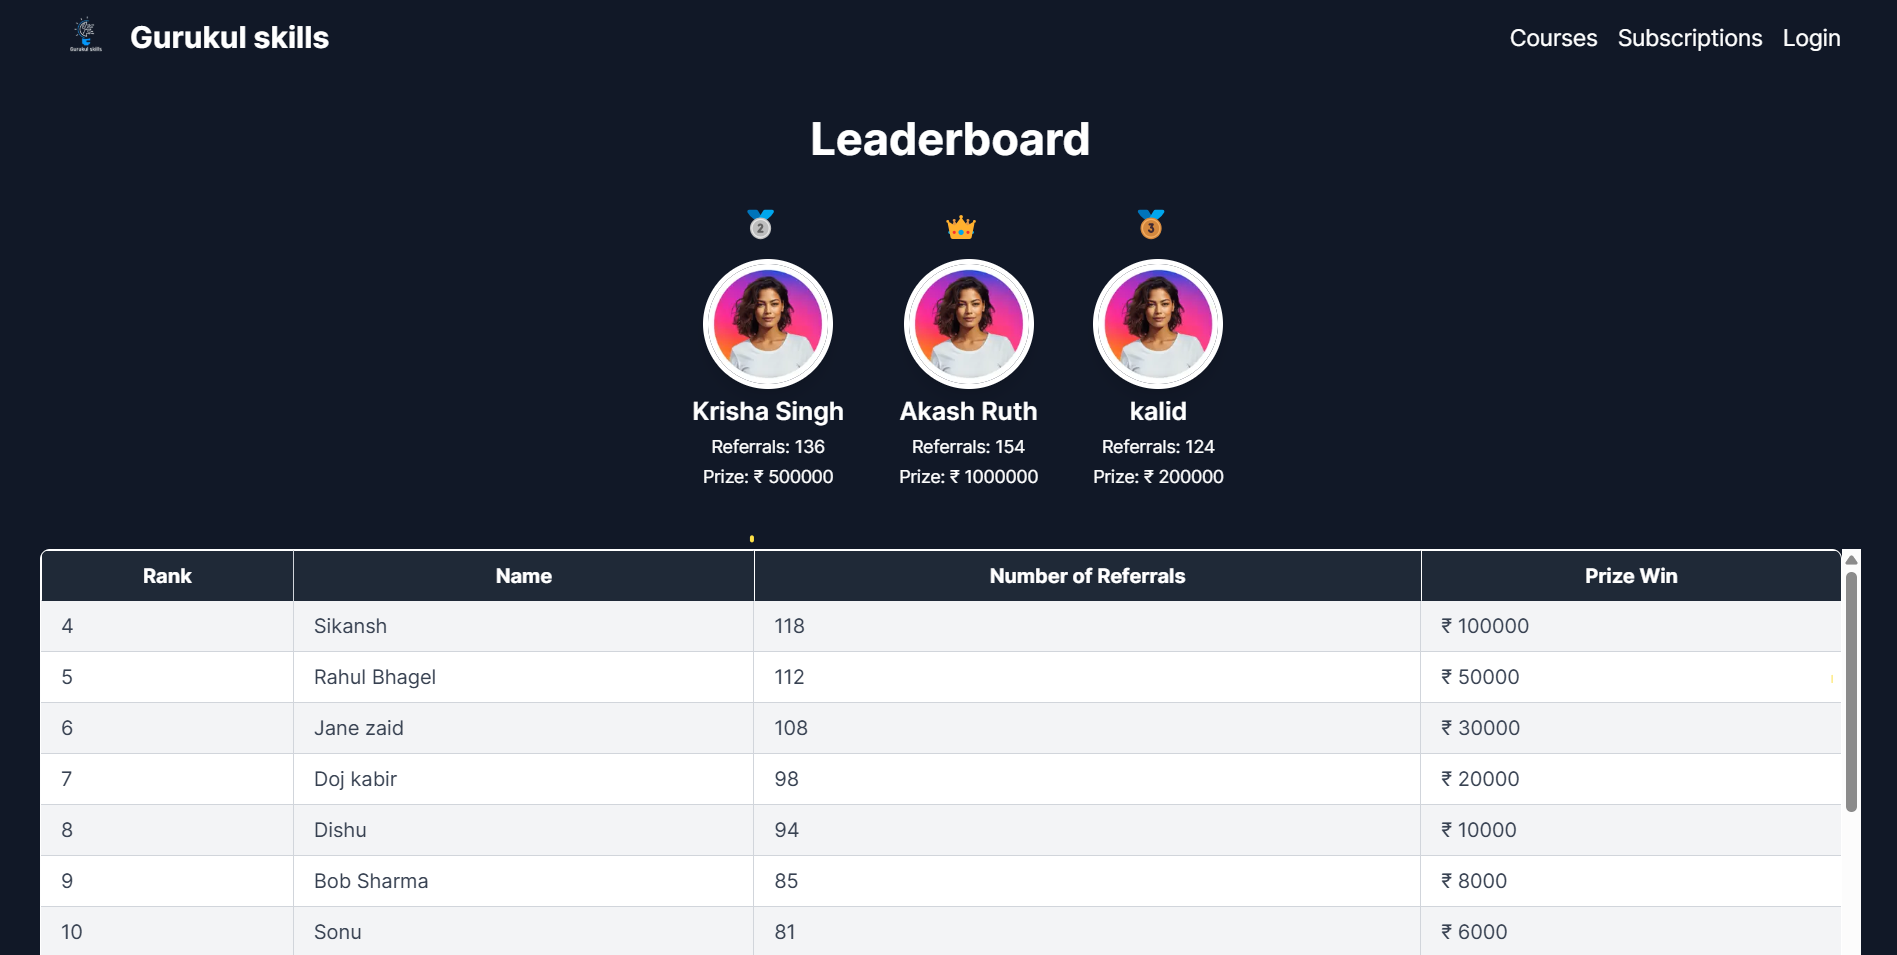 Gurukul skills
Gurukul skills Courses Subscriptions Login
Leaderboard
2 3
Krisha Singh Akash Ruth kalid
Referrals: 136 Referrals: 154 Referrals: 124
Prize: ₹ 500000 Prize: ₹ 1000000 Prize: ₹ 200000
Rank Name Number of Referrals Prize Win
4 Sikansh 118 ₹ 100000
5 Rahul Bhagel 112 ₹ 50000
6 Jane zaid 108 ₹ 30000
7 Doj kabir 98 ₹ 20000
8 Dishu 94 ₹ 10000
9 Bob Sharma 85 ₹ 8000
10 Sonu 81 ₹ 6000